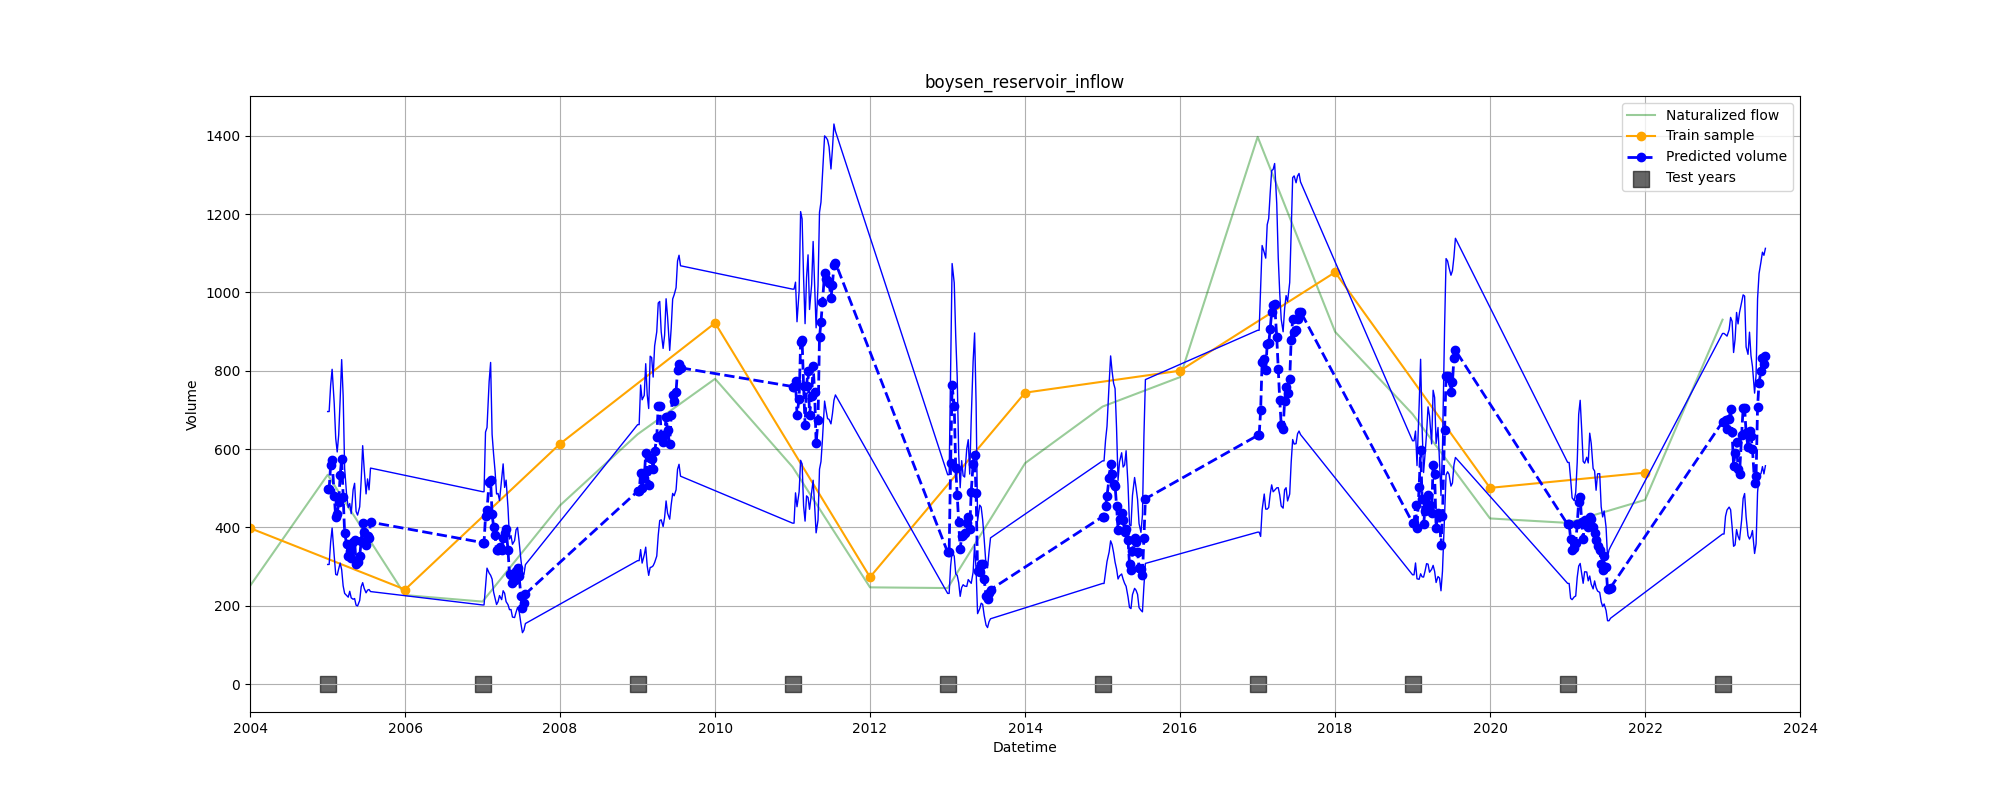 boysen_reservoir_inflow
Naturalized flow
Train sample
Predicted volume
Test years
1400
1200
1000
800
600
400
200
0
Volume
2004 2006 2008 2010 2012 2014 2016 2018 2020 2022 2024
Datetime